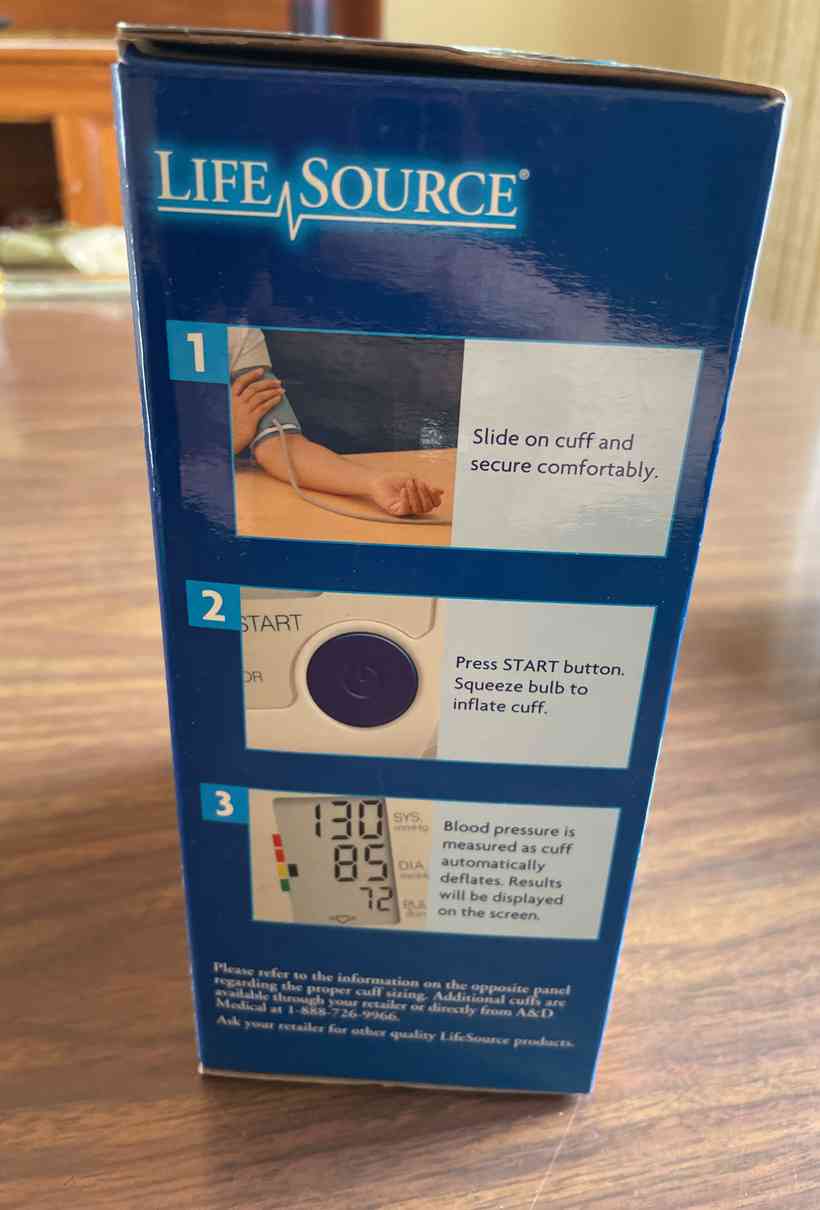 LIFE SOURCE®
1
Slide on cuff and
secure comfortably.
2
START
OR
Press START button.
Squeeze bulb to
inflate cuff.
3
130 SYS.
mmHg
85 DIA
72 PUL
Blood pressure is
measured as cuff
automatically
deflates. Results
will be displayed
on the screen.
Please refer to the information on the opposite panel
regarding the proper cuff sizing. Additional cuffs are
available through your retailer or directly from A&D
Medical at 1-888-726-9966.
Ask your retailer for other quality LifeSource products.